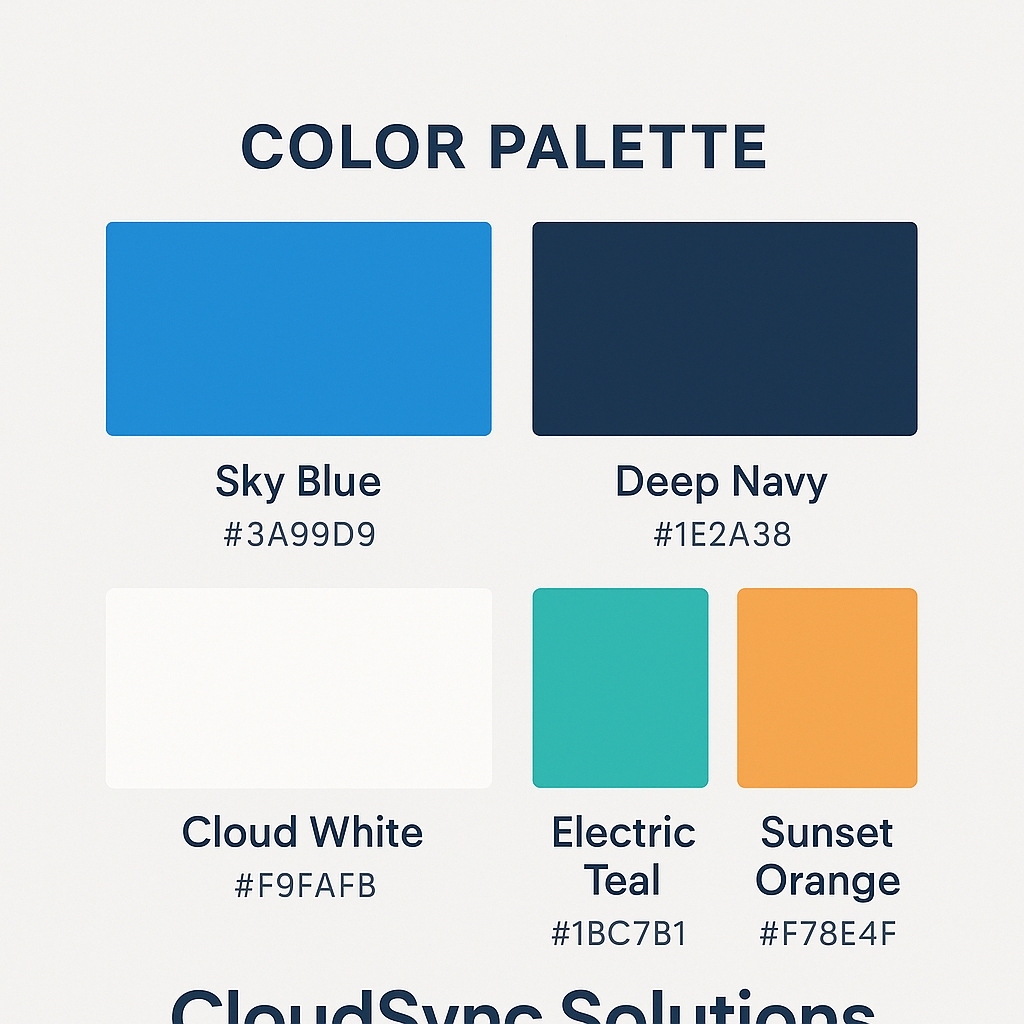 COLOR PALETTE
Sky Blue
#3A99D9
Deep Navy
#1E2A38
Cloud White
#F9FAFB
Electric
Teal
#1BC7B1
Sunset
Orange
#F78E4F
CloudSync Solutions